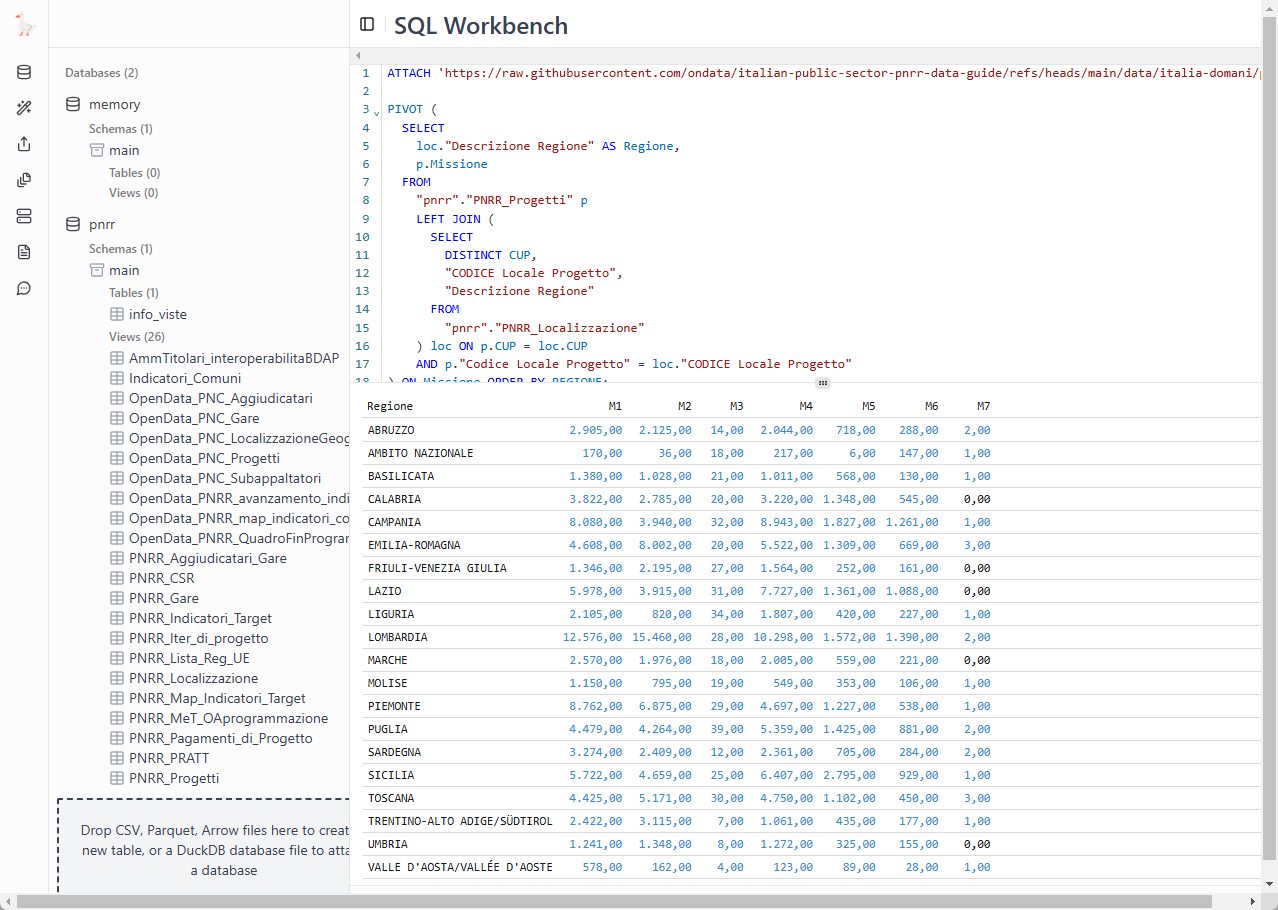 SQL Workbench
Databases (2)
memory
Schemas (1)
main
Tables (0)
Views (0)
pnrr
Schemas (1)
main
Tables (1)
info_viste
Views (26)
AmmTitolari_interoperabilitaBDAP
Indicatori_Comuni
OpenData_PNC_Aggiudicatari
OpenData_PNC_Gare
OpenData_PNC_LocalizzazioneGeog
OpenData_PNC_Progetti
OpenData_PNC_Subappaltatori
OpenData_PNRR_avanzamento_indi
OpenData_PNRR_map_indicatori_co
OpenData_PNRR_QuadroFinProgram
PNRR_Aggiudicatari_Gare
PNRR_CSR
PNRR_Gare
PNRR_Indicatori_Target
PNRR_Iter_di_progetto
PNRR_Lista_Reg_UE
PNRR_Localizzazione
PNRR_Map_Indicatori_Target
PNRR_MeT_OAprogrammazione
PNRR_Pagamenti_di_Progetto
PNRR_PRATT
PNRR_Progetti
Drop CSV, Parquet, Arrow files here to creat
new table, or a DuckDB database file to atta
a database
1 ATTACH 'https://raw.githubusercontent.com/ondata/italian-public-sector-pnrr-data-guide/refs/heads/main/data/italia-domani/
2
3 PIVOT (
4 SELECT
5 loc."Descrizione Regione" AS Regione,
6 p.Missione
7 FROM
8 "pnrr"."PNRR_Progetti" p
9 LEFT JOIN (
10 SELECT
11 DISTINCT CUP,
12 "CODICE Locale Progetto",
13 "Descrizione Regione"
14 FROM
15 "pnrr"."PNRR_Localizzazione"
16 ) loc ON p.CUP = loc.CUP
17 AND p."Codice Locale Progetto" = loc."CODICE Locale Progetto"
18 ) ON Missione ORDER BY REGIONE;
Regione M1 M2 M3 M4 M5 M6 M7
ABRUZZO 2.905,00 2.125,00 14,00 2.044,00 718,00 288,00 2,00
AMBITO NAZIONALE 170,00 36,00 18,00 217,00 6,00 147,00 1,00
BASILICATA 1.380,00 1.028,00 21,00 1.011,00 568,00 130,00 1,00
CALABRIA 3.822,00 2.785,00 20,00 3.220,00 1.348,00 545,00 0,00
CAMPANIA 8.080,00 3.940,00 32,00 8.943,00 1.827,00 1.261,00 1,00
EMILIA-ROMAGNA 4.608,00 8.002,00 20,00 5.522,00 1.309,00 669,00 3,00
FRIULI-VENEZIA GIULIA 1.346,00 2.195,00 27,00 1.564,00 252,00 161,00 0,00
LAZIO 5.978,00 3.915,00 31,00 7.727,00 1.361,00 1.088,00 0,00
LIGURIA 2.105,00 820,00 34,00 1.807,00 420,00 227,00 1,00
LOMBARDIA 12.576,00 15.460,00 28,00 10.298,00 1.572,00 1.390,00 2,00
MARCHE 2.570,00 1.976,00 18,00 2.005,00 559,00 221,00 0,00
MOLISE 1.150,00 795,00 19,00 549,00 353,00 106,00 1,00
PIEMONTE 8.762,00 6.875,00 29,00 4.697,00 1.227,00 538,00 1,00
PUGLIA 4.479,00 4.264,00 39,00 5.359,00 1.425,00 881,00 2,00
SARDEGNA 3.274,00 2.409,00 12,00 2.361,00 705,00 284,00 2,00
SICILIA 5.722,00 4.659,00 25,00 6.407,00 2.795,00 929,00 1,00
TOSCANA 4.425,00 5.171,00 30,00 4.750,00 1.102,00 450,00 3,00
TRENTINO-ALTO ADIGE/SÜDTIROL 2.422,00 3.115,00 7,00 1.061,00 435,00 177,00 1,00
UMBRIA 1.241,00 1.348,00 8,00 1.272,00 325,00 155,00 0,00
VALLE D'AOSTA/VALLÉE D'AOSTE 578,00 162,00 4,00 123,00 89,00 28,00 1,00